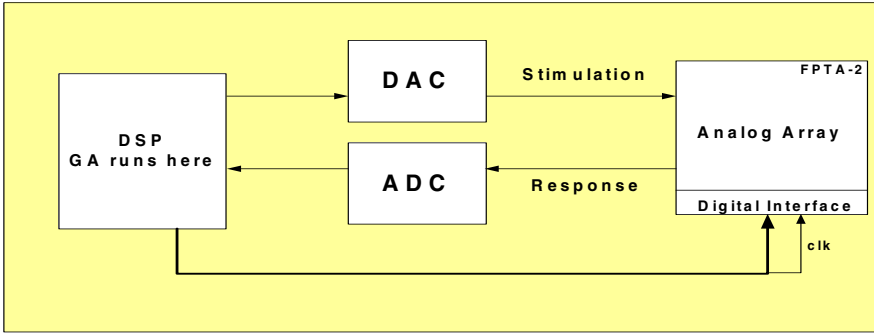 DSP
GA runs here
DAC
ADC
Stimulation
Response
FPTA-2
Analog Array
Digital Interface
clk